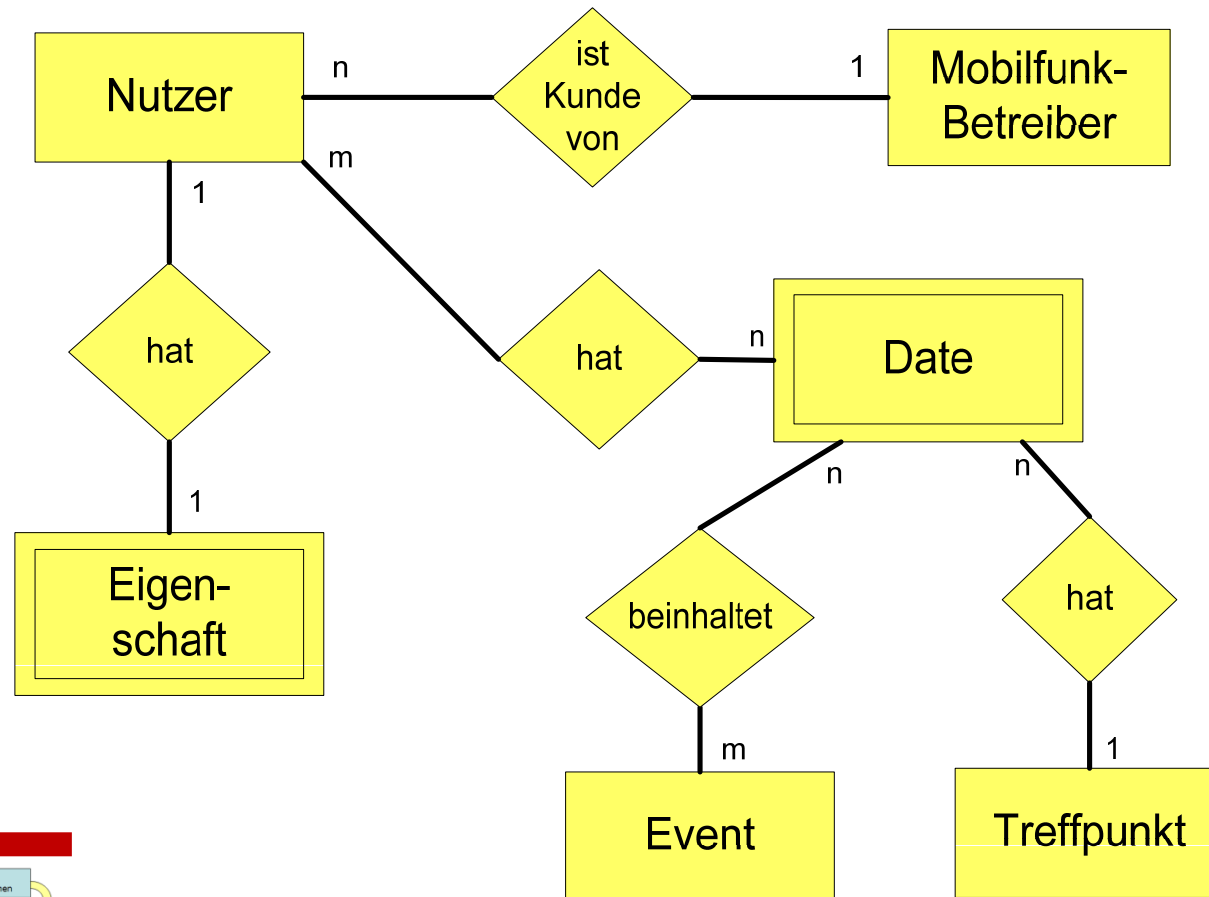 ist
n
1
Mobilfunk-
Nutzer
Kunde
Betreiber
von
m
1
n
hat
hat
Date
n
n
1
Eigen-
hat
beinhaltet
schaft
m
1
Event
Treffpunkt